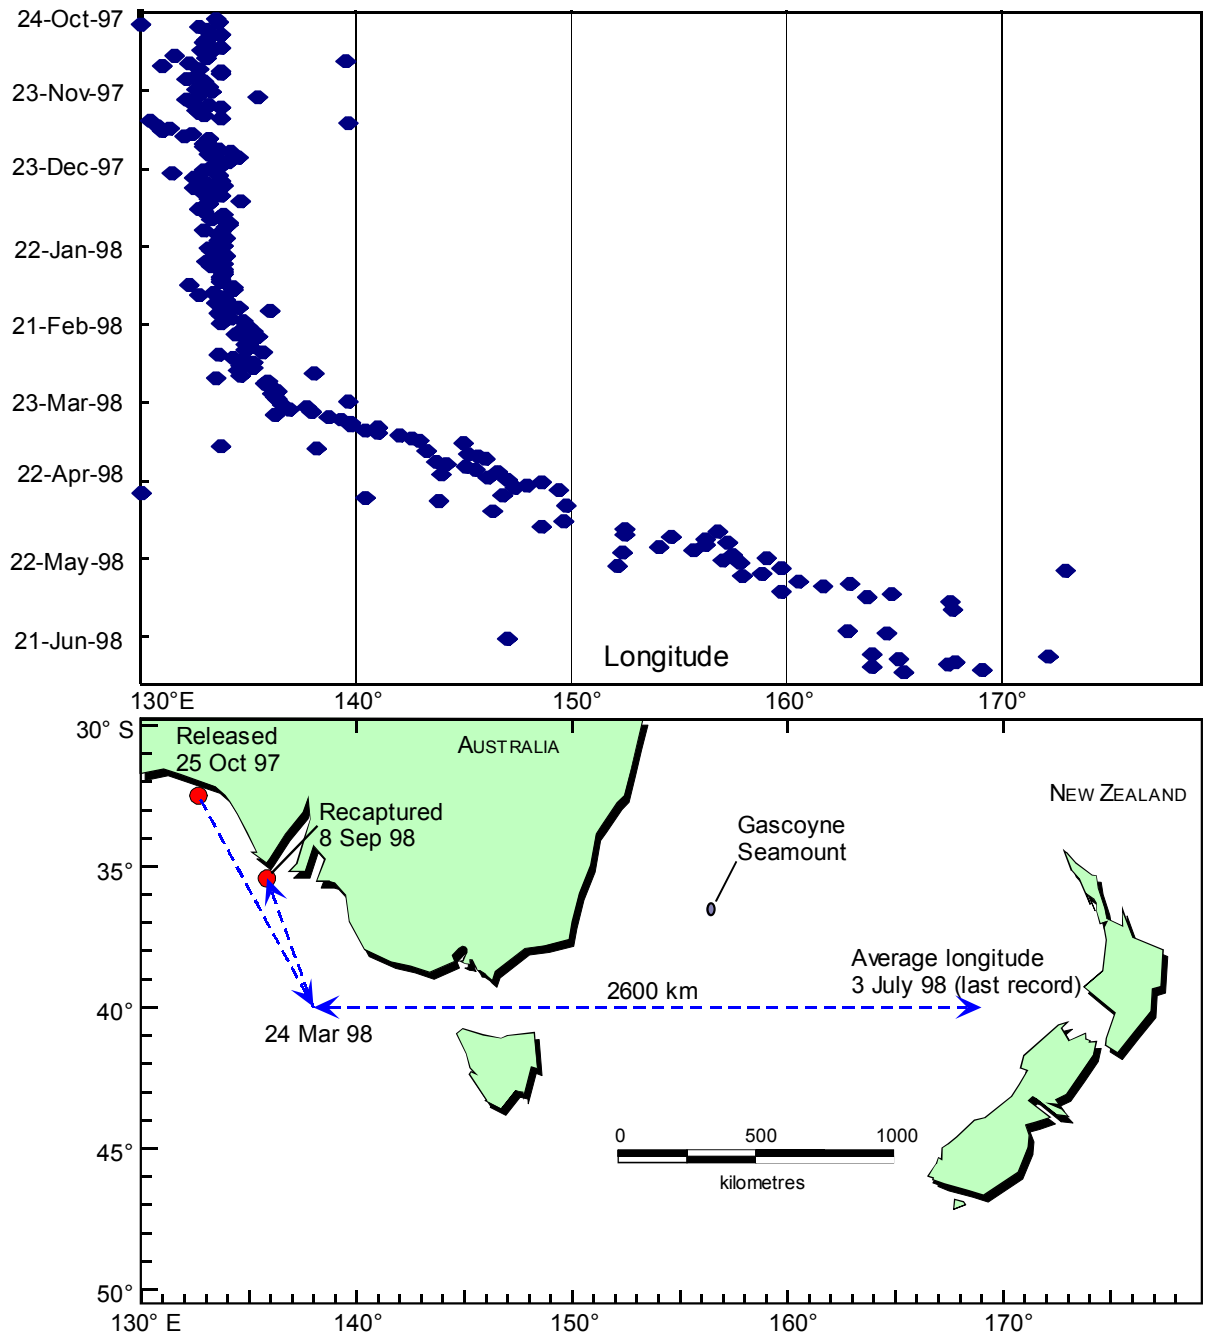 24-Oct-97
23-Nov-97
23-Dec-97
22-Jan-98
21-Feb-98
23-Mar-98
22-Apr-98
22-May-98
21-Jun-98
Longitude
130°E 140° 150° 160° 170°
30° S
Released
25 Oct 97
AUSTRALIA
NEW ZEALAND
Recaptured
8 Sep 98
Gascoyne
Seamount
35°
Average longitude
3 July 98 (last record)
2600 km
40°
24 Mar 98
0 500 1000
kilometres
45°
50°
130° E 140° 150° 160° 170°